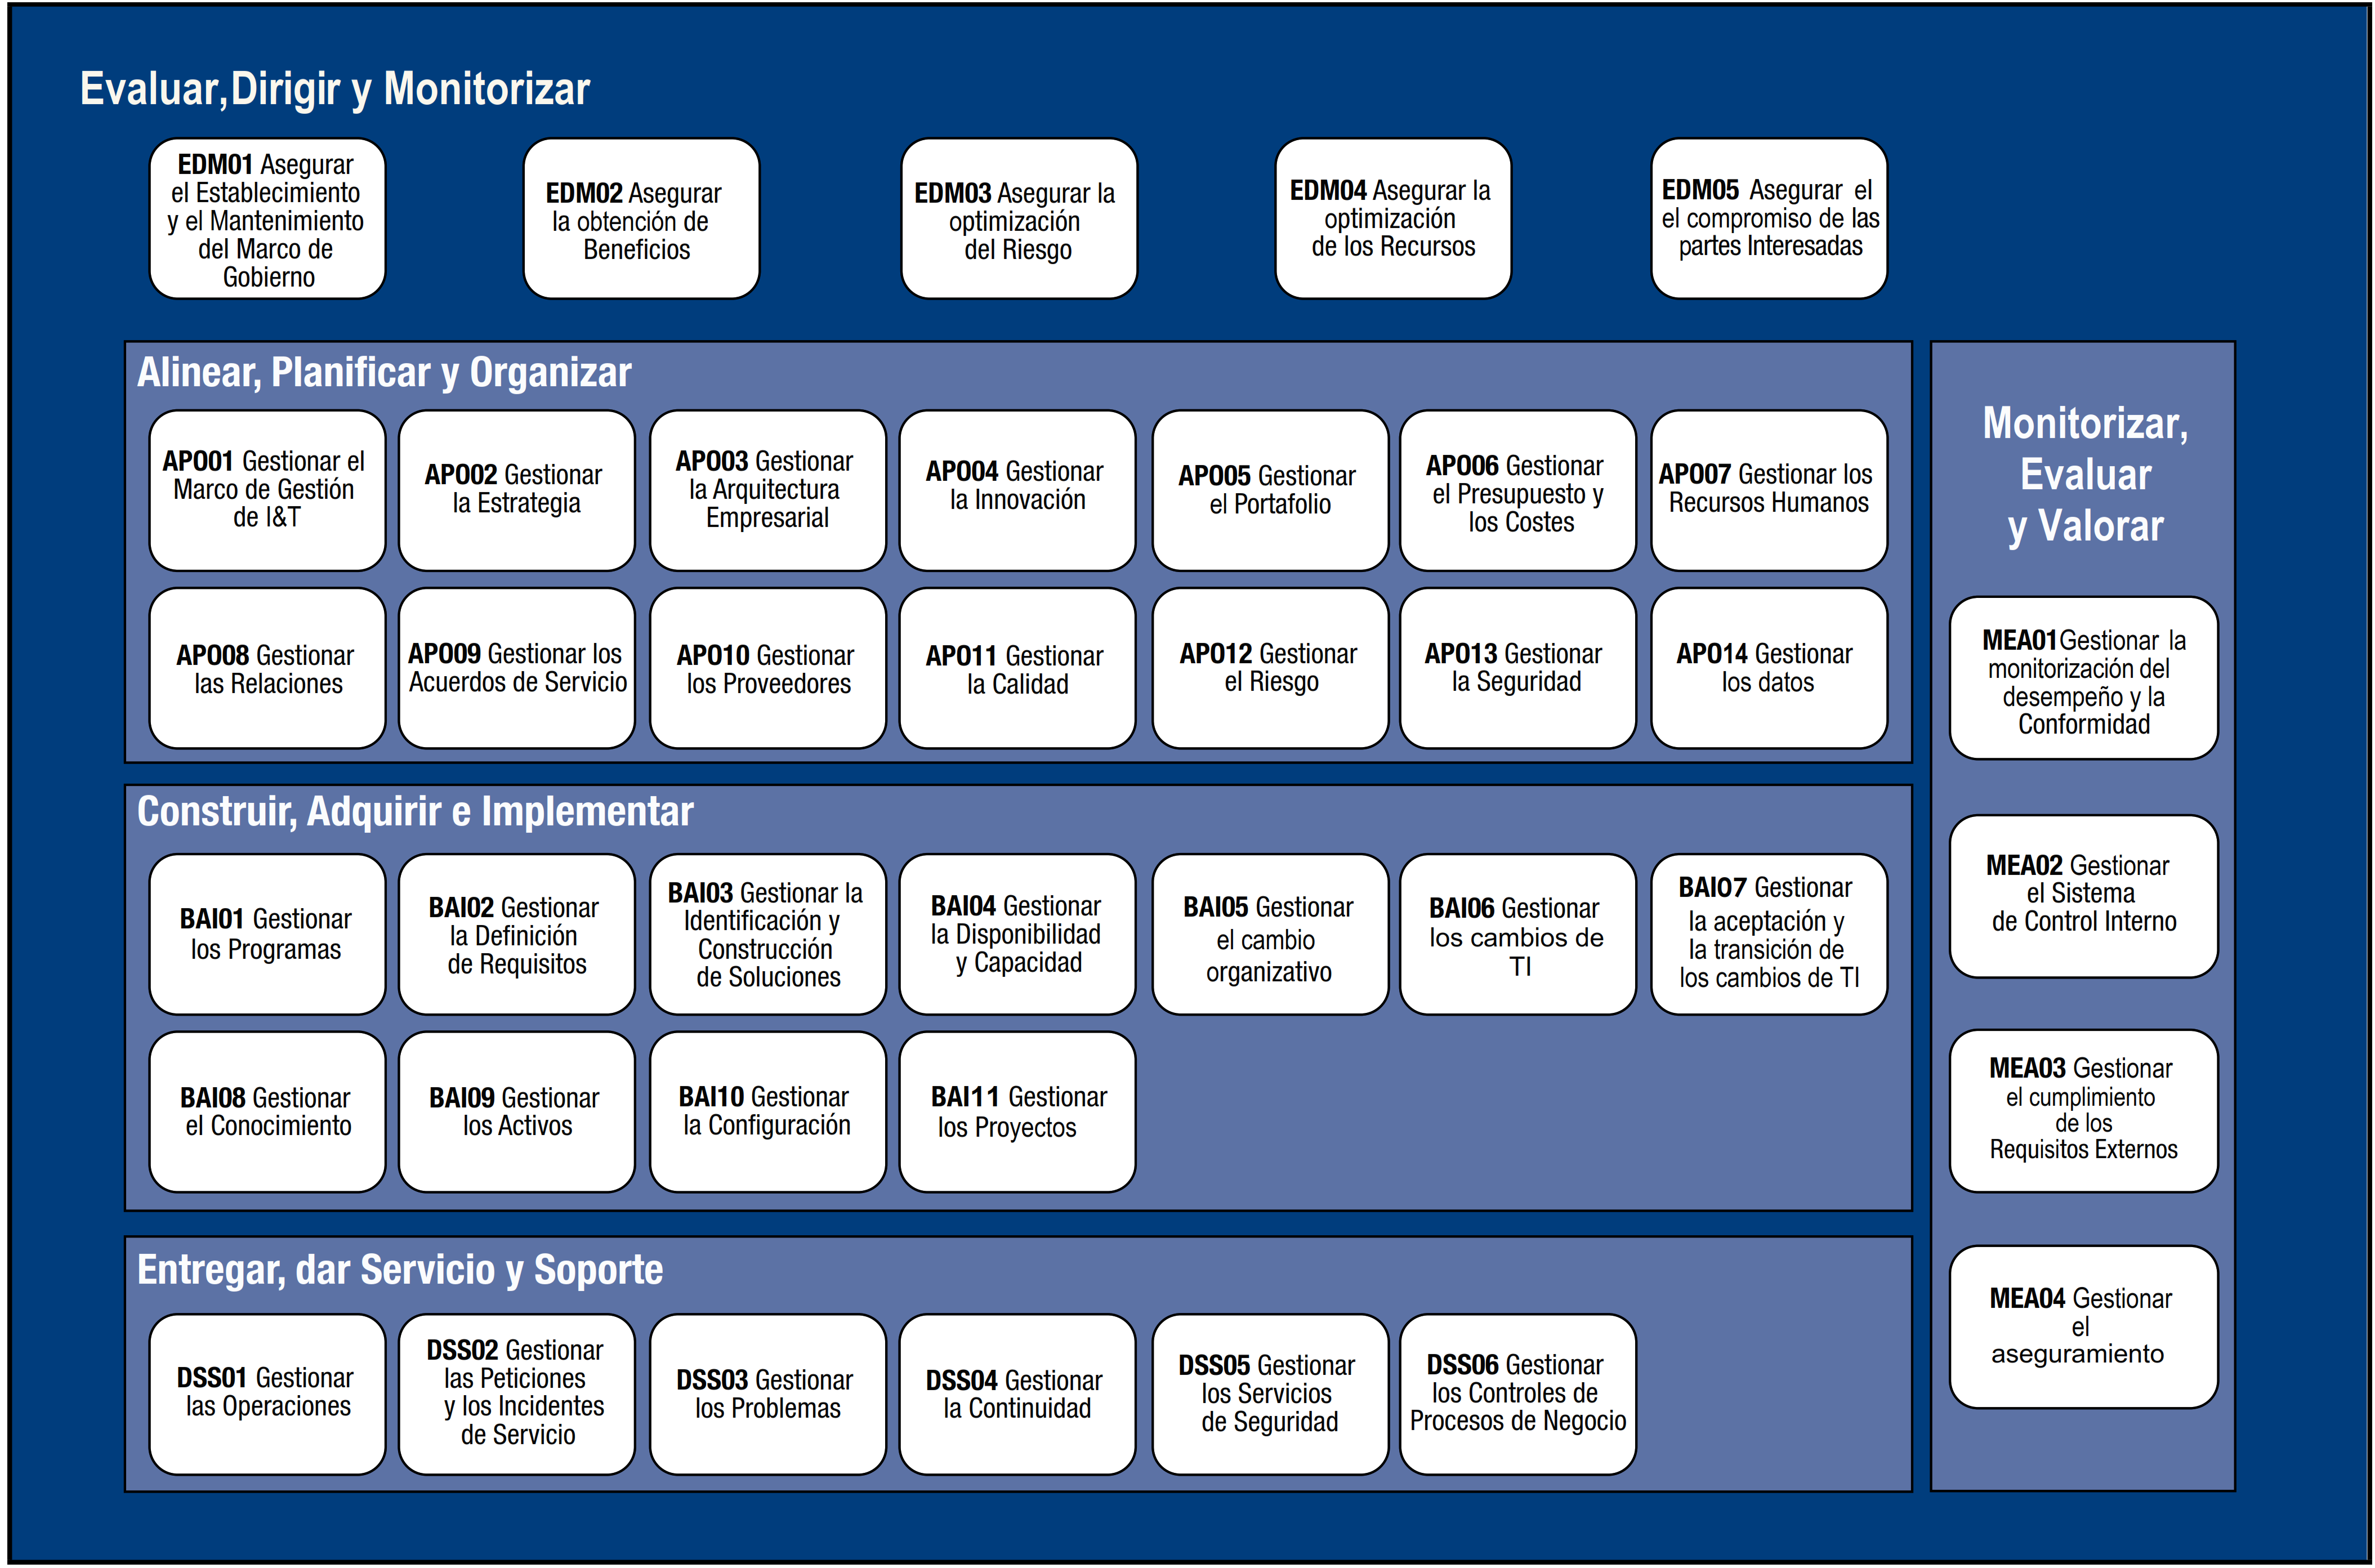 Evaluar,Dirigir y Monitorizar
EDM01 Asegurar
el Establecimiento
y el Mantenimiento
del Marco de
Gobierno
EDM02 Asegurar
la obtención de
Beneficios
EDM03 Asegurar la
optimización
del Riesgo
EDM04 Asegurar la
optimización
de los Recursos
EDM05 Asegurar el
el compromiso de las
partes Interesadas
Alinear, Planificar y Organizar
APO01 Gestionar el
Marco de Gestión
de I&T
APO02 Gestionar
la Estrategia
APO03 Gestionar
la Arquitectura
Empresarial
APO04 Gestionar
la Innovación
APO05 Gestionar
el Portafolio
APO06 Gestionar
el Presupuesto y
los Costes
APO07 Gestionar los
Recursos Humanos
APO08 Gestionar
las Relaciones
APO09 Gestionar los
Acuerdos de Servicio
APO10 Gestionar
los Proveedores
APO11 Gestionar
la Calidad
APO12 Gestionar
el Riesgo
APO13 Gestionar
la Seguridad
APO14 Gestionar
los datos
Construir, Adquirir e Implementar
BAI01 Gestionar
los Programas
BAI02 Gestionar
la Definición
de Requisitos
BAI03 Gestionar la
Identificación y
Construcción
de Soluciones
BAI04 Gestionar
la Disponibilidad
y Capacidad
BAI05 Gestionar
el cambio
organizativo
BAI06 Gestionar
los cambios de
TI
BAI07 Gestionar
la aceptación y
la transición de
los cambios de TI
BAI08 Gestionar
el Conocimiento
BAI09 Gestionar
los Activos
BAI10 Gestionar
la Configuración
BAI11 Gestionar
los Proyectos
Entregar, dar Servicio y Soporte
DSS01 Gestionar
las Operaciones
DSS02 Gestionar
las Peticiones
y los Incidentes
de Servicio
DSS03 Gestionar
los Problemas
DSS04 Gestionar
la Continuidad
DSS05 Gestionar
los Servicios
de Seguridad
DSS06 Gestionar
los Controles de
Procesos de Negocio
Monitorizar,
Evaluar
y Valorar
MEA01Gestionar la
monitorización del
desempeño y la
Conformidad
MEA02 Gestionar
el Sistema
de Control Interno
MEA03 Gestionar
el cumplimiento
de los
Requisitos Externos
MEA04 Gestionar
el
aseguramiento